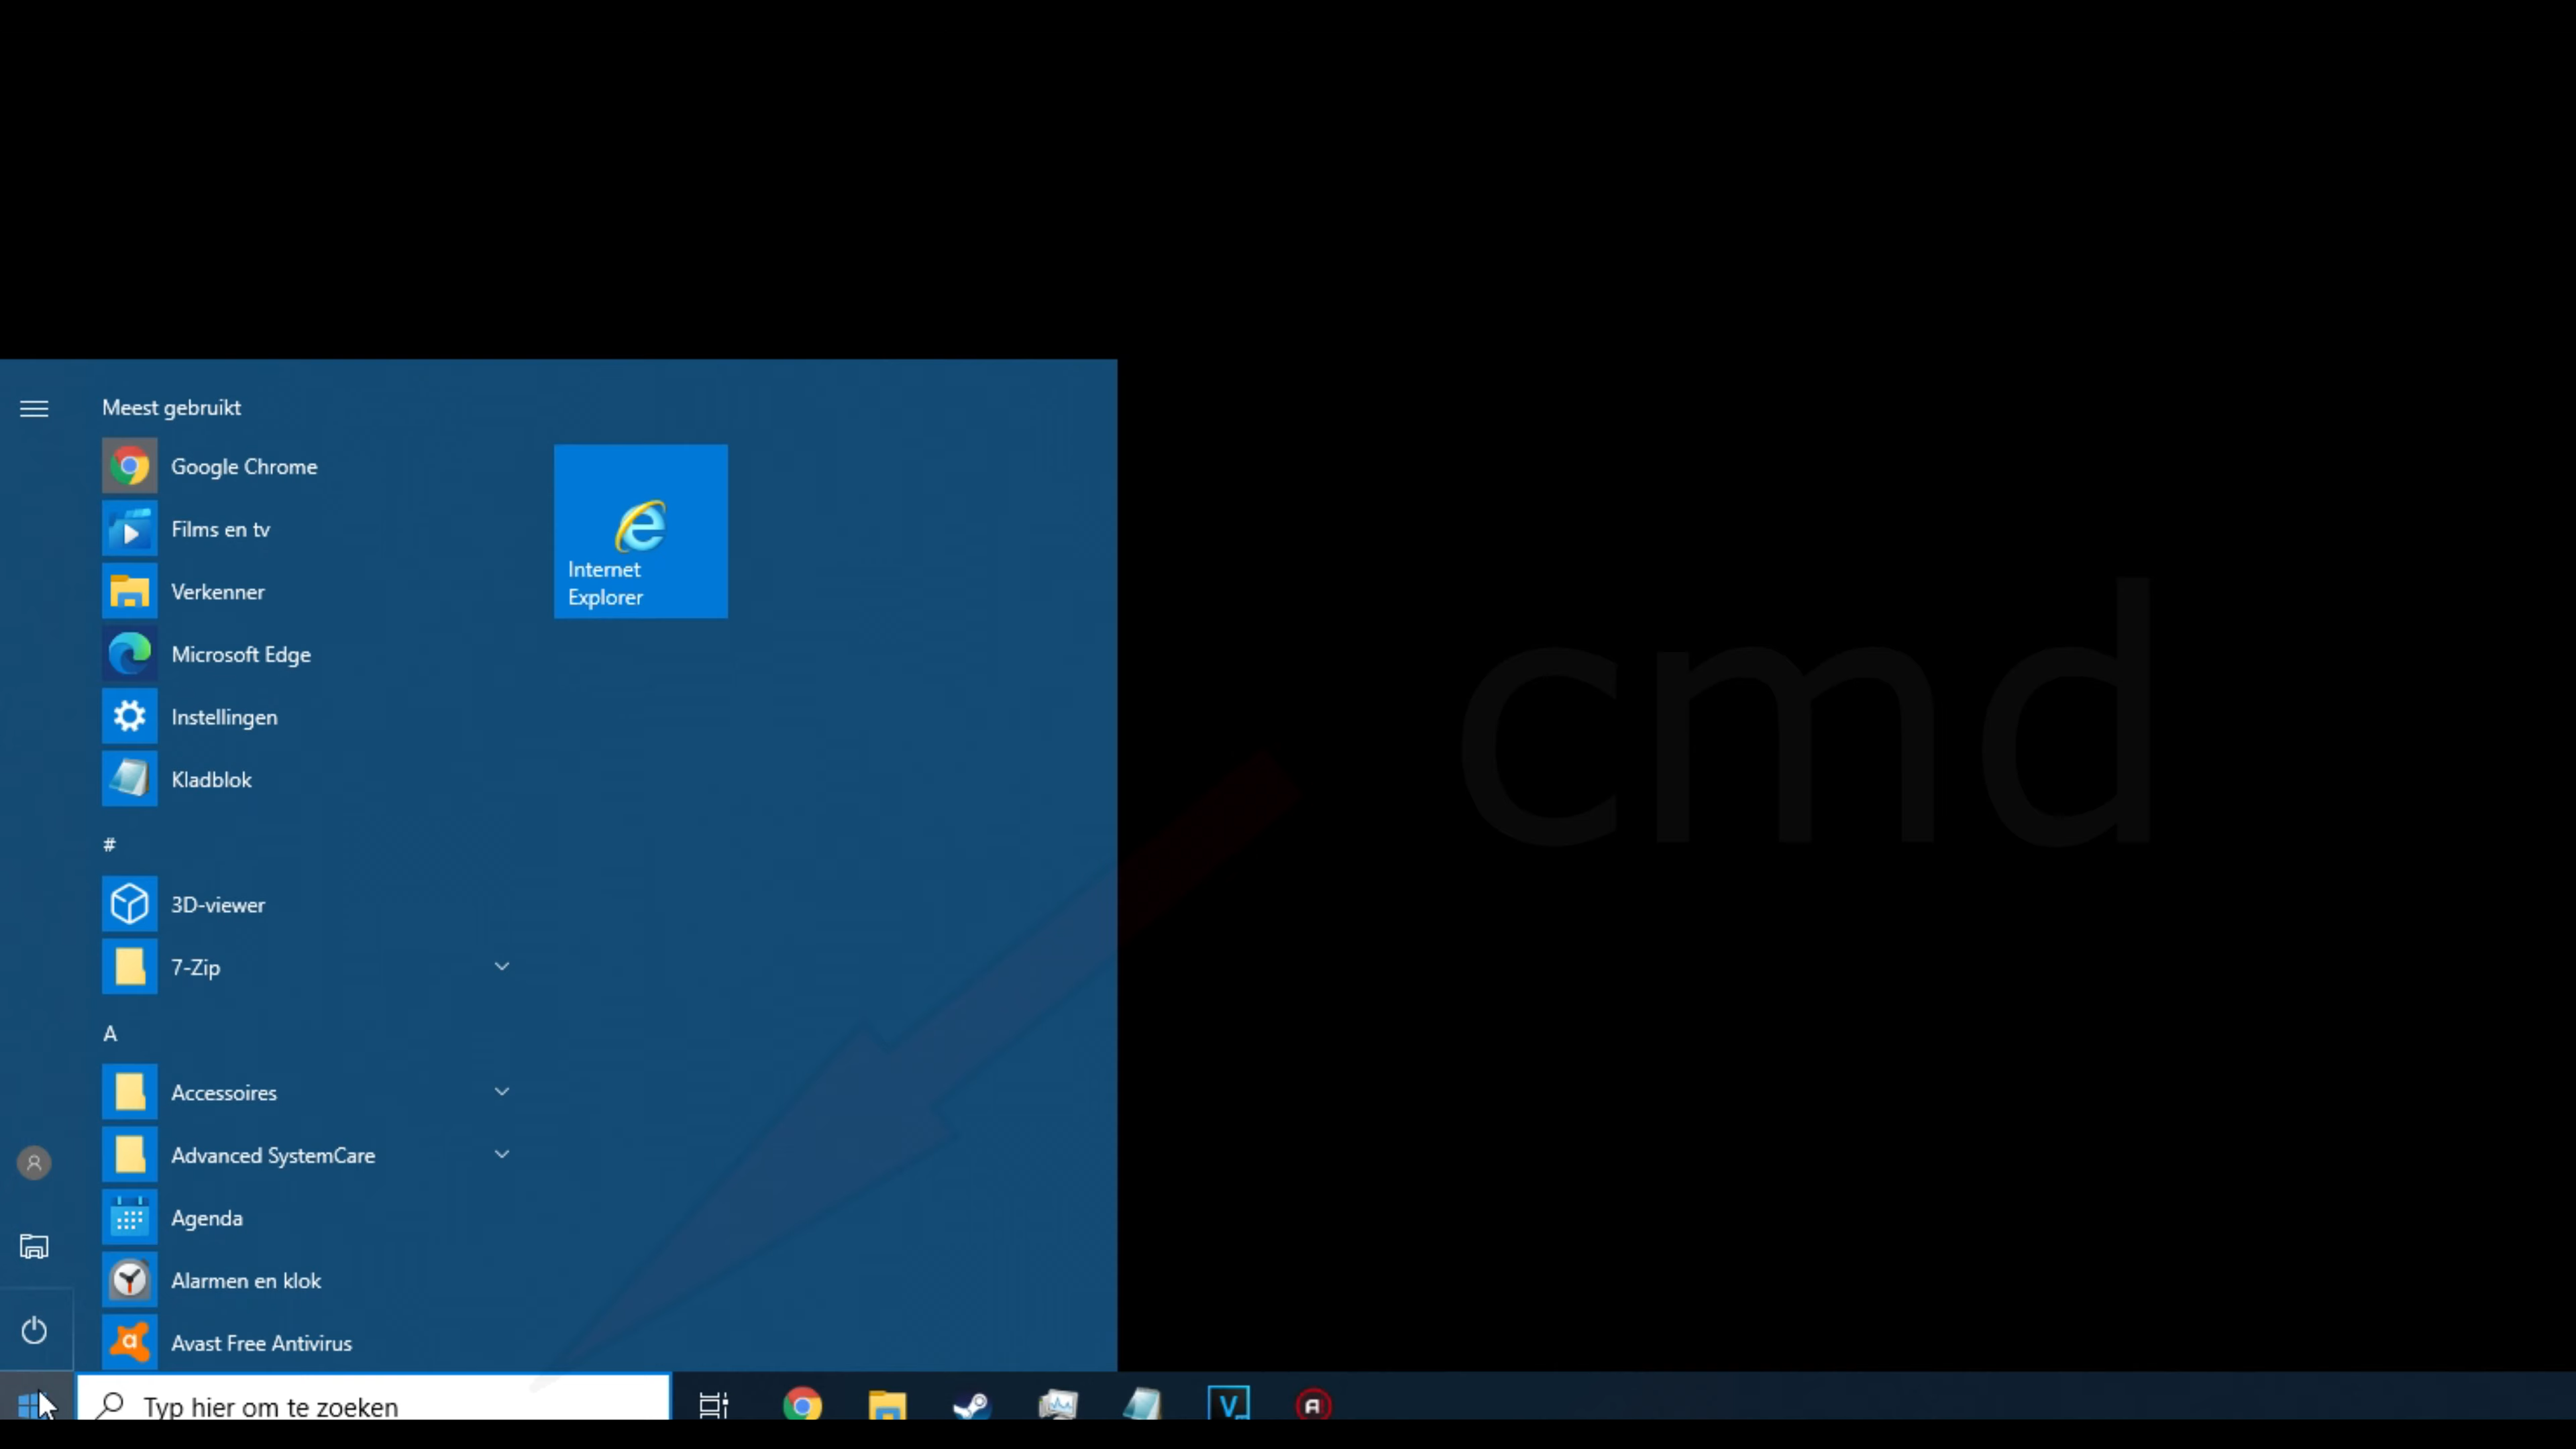 Meest gebruikt
Google Chrome
Films en tv
Verkenner
Microsoft Edge
Instellingen
Kladblok
#
3D-viewer
7-Zip
A
Accessoires
Advanced SystemCare
Agenda
Alarmen en klok
Avast Free Antivirus
Internet
Explorer
cmd
Typ hier om te zoeken